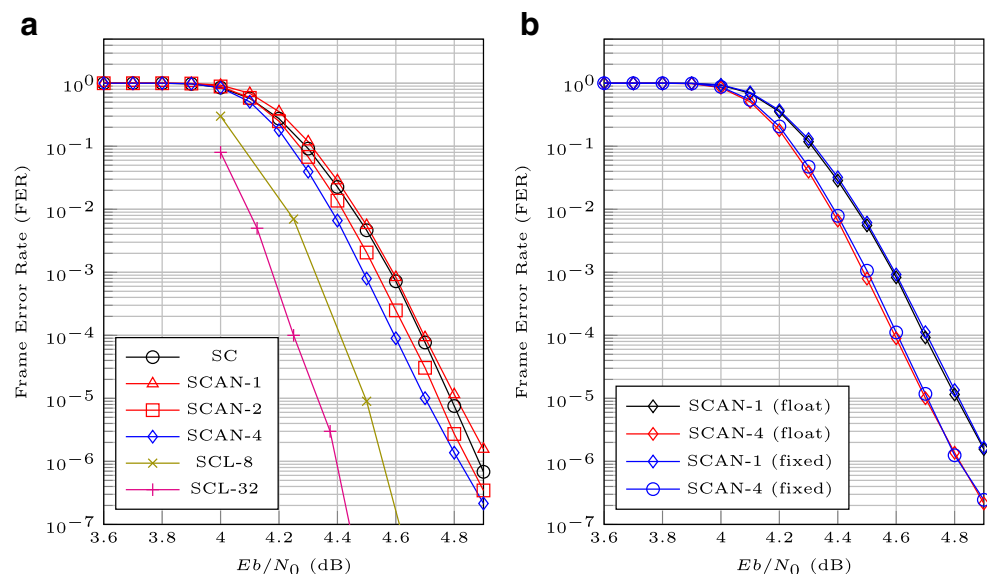 a
b
10^0
10^-1
10^-2
10^-3
10^-4
10^-5
10^-6
10^-7
Frame Error Rate (FER)
SC
SCAN-1
SCAN-2
SCAN-4
SCL-8
SCL-32
3.6 3.8 4 4.2 4.4 4.6 4.8
Eb/N_0 (dB)
10^0
10^-1
10^-2
10^-3
10^-4
10^-5
10^-6
10^-7
Frame Error Rate (FER)
SCAN-1 (float)
SCAN-4 (float)
SCAN-1 (fixed)
SCAN-4 (fixed)
3.6 3.8 4 4.2 4.4 4.6 4.8
Eb/N_0 (dB)